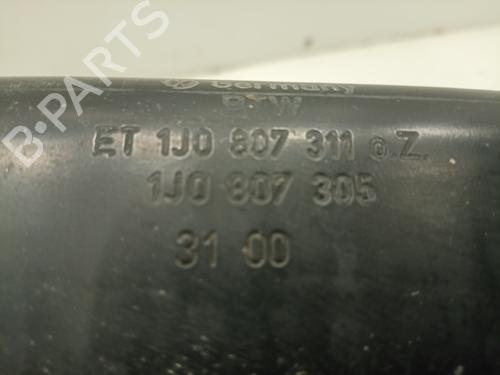 B-PARTS
Germany
ET 1J0 807 311 o.Z.
1J0 807 305
31 00